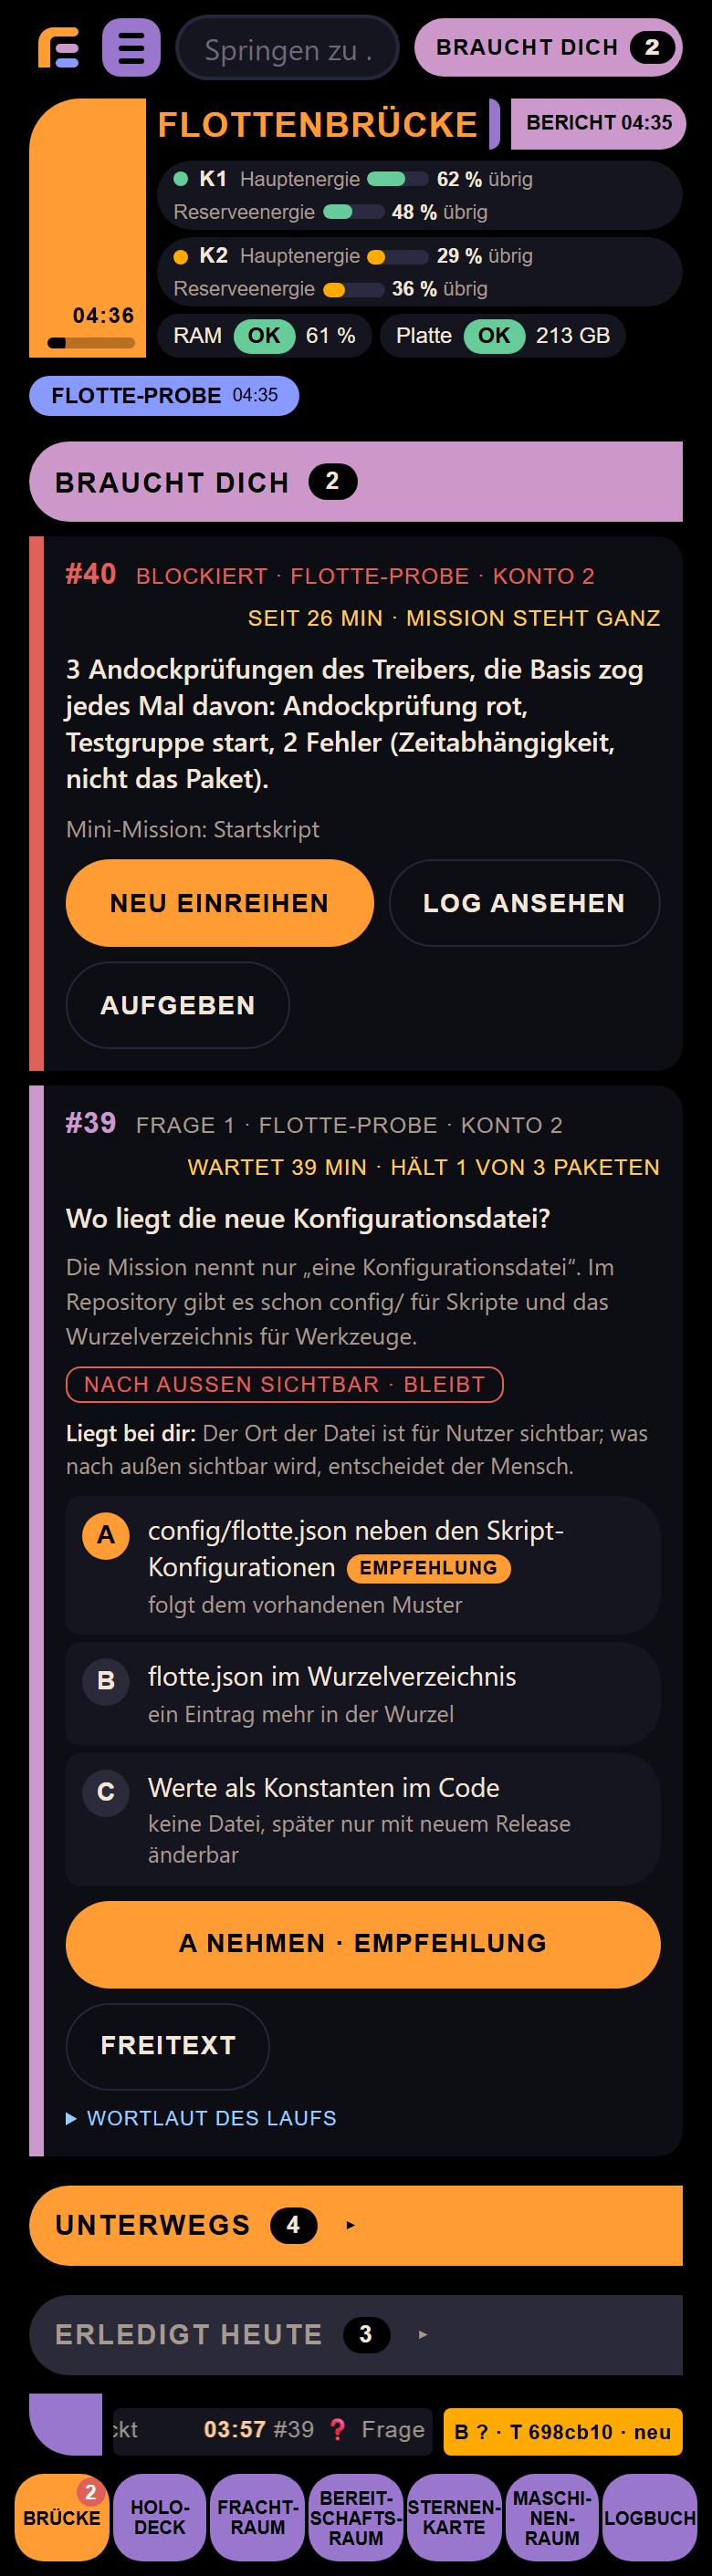 Springen zu .
BRAUCHT DICH 2
FLOTTENBRÜCKE
BERICHT 04:35
K1 Hauptenergie 62 % übrig
Reserveenergie 48 % übrig
K2 Hauptenergie 29 % übrig
Reserveenergie 36 % übrig
04:36
RAM OK 61 % Platte OK 213 GB
FLOTTE-PROBE 04:35
BRAUCHT DICH 2
#40 BLOCKIERT · FLOTTE-PROBE · KONTO 2
SEIT 26 MIN · MISSION STEHT GANZ
3 Andockprüfungen des Treibers, die Basis zog
jedes Mal davon: Andockprüfung rot,
Testgruppe start, 2 Fehler (Zeitabhängigkeit,
nicht das Paket).
Mini-Mission: Startskript
NEU EINREIHEN
LOG ANSEHEN
AUFGEBEN
#39 FRAGE 1 · FLOTTE-PROBE · KONTO 2
WARTET 39 MIN · HÄLT 1 VON 3 PAKETEN
Wo liegt die neue Konfigurationsdatei?
Die Mission nennt nur „eine Konfigurationsdatei“. Im
Repository gibt es schon config/ für Skripte und das
Wurzelverzeichnis für Werkzeuge.
NACH AUSSEN SICHTBAR · BLEIBT
Liegt bei dir: Der Ort der Datei ist für Nutzer sichtbar; was
nach außen sichtbar wird, entscheidet der Mensch.
A config/flotte.json neben den Skript-
Konfigurationen EMPFEHLUNG
folgt dem vorhandenen Muster
B flotte.json im Wurzelverzeichnis
ein Eintrag mehr in der Wurzel
C Werte als Konstanten im Code
keine Datei, später nur mit neuem Release
änderbar
A NEHMEN · EMPFEHLUNG
FREITEXT
WORTLAUT DES LAUFS
UNTERWEGS 4
ERLEDIGT HEUTE 3
ckt 03:57 #39 ❓ Frage
B ? · T 698cb10 · neu
2
BRÜCKE
HOLO-
DECK
FRACHT-
RAUM
BEREIT-
SCHAFTS-
RAUM
STERNEN-
KARTE
MASCHI-
NEN-
RAUM
LOGBUCH